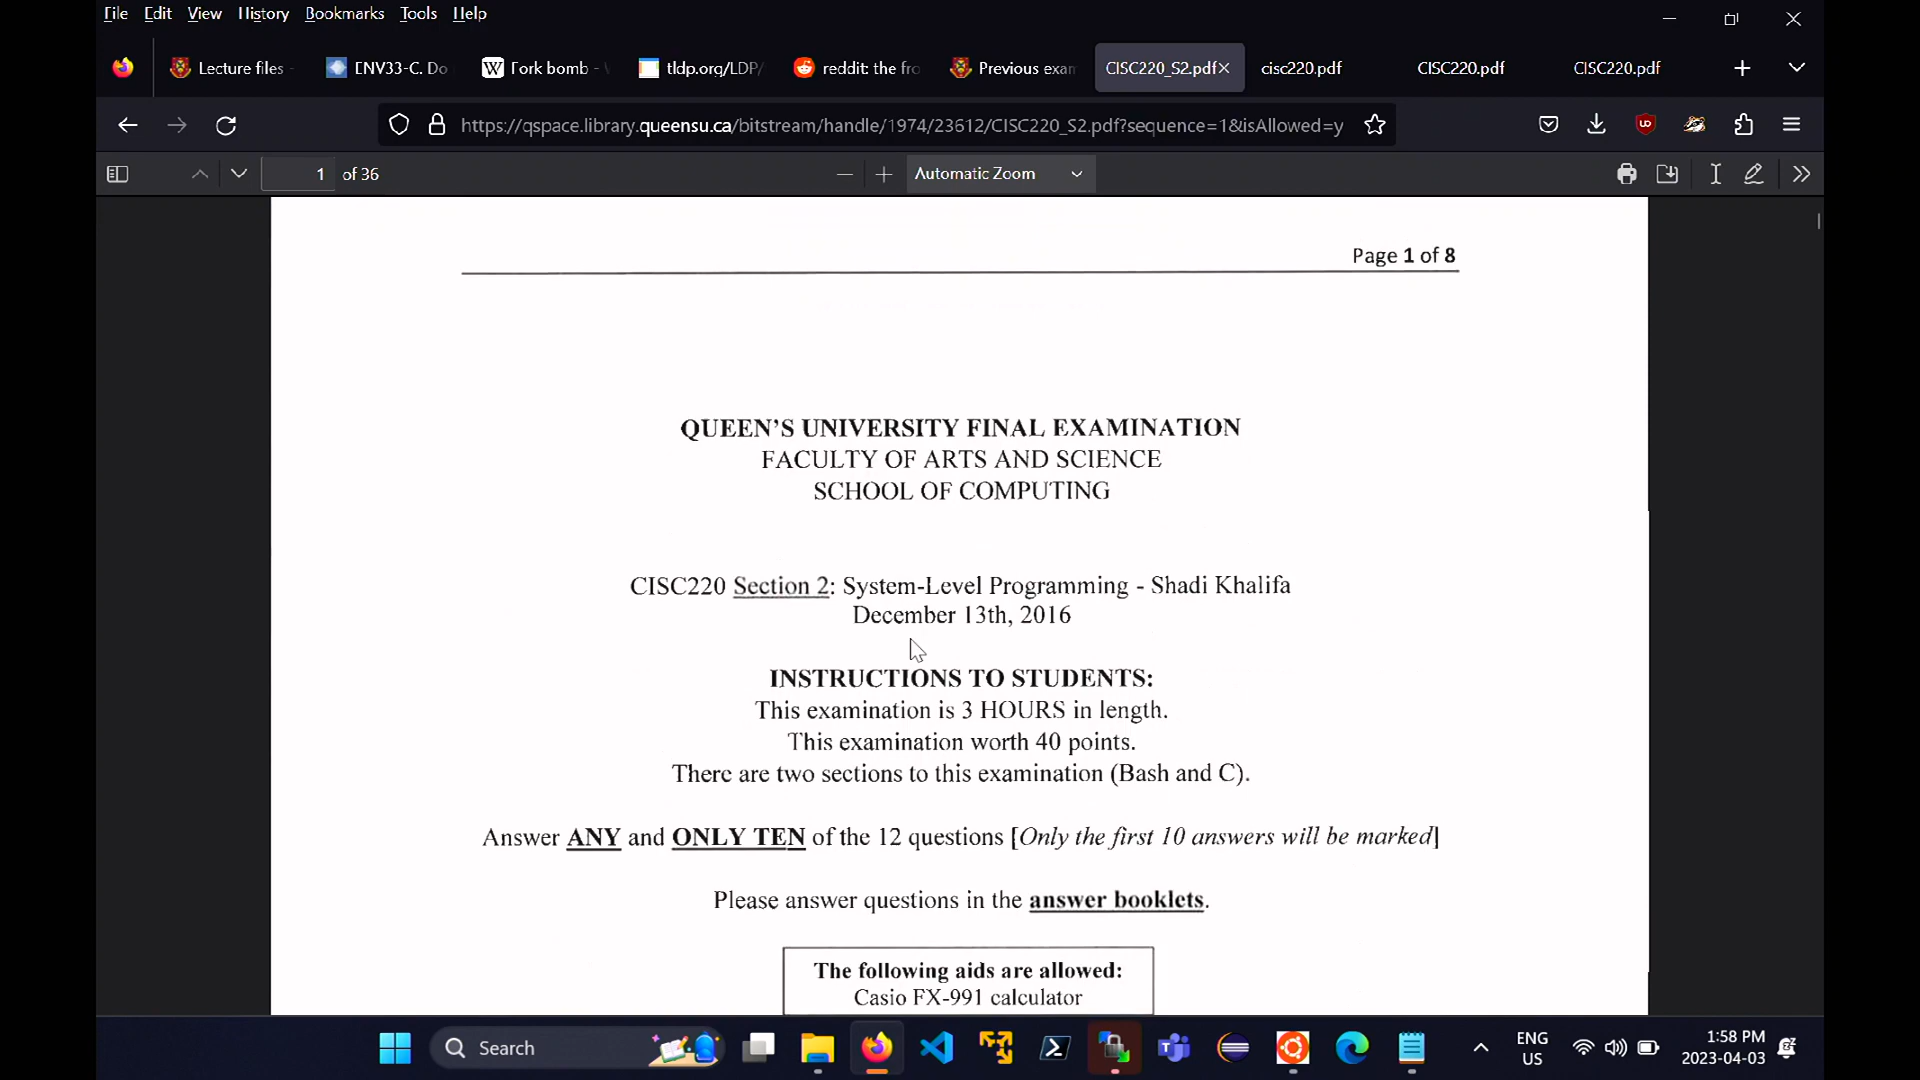 File Edit View History Bookmarks Tools Help
Lecture files
ENV33-C. Do
Fork bomb -
tldp.org/LDP/
reddit: the fro
Previous exam
CISC220_S2.pdf
cisc220.pdf
CISC220.pdf
CISC220.pdf
https://qspace.library.queensu.ca/bitstream/handle/1974/23612/CISC220_S2.pdf?sequence=1&isAllowed=y
1 of 36
Automatic Zoom
Page 1 of 8
QUEEN'S UNIVERSITY FINAL EXAMINATION
FACULTY OF ARTS AND SCIENCE
SCHOOL OF COMPUTING
CISC220 Section 2: System-Level Programming - Shadi Khalifa
December 13th, 2016
INSTRUCTIONS TO STUDENTS:
This examination is 3 HOURS in length.
This examination worth 40 points.
There are two sections to this examination (Bash and C).
Answer ANY and ONLY TEN of the 12 questions [Only the first 10 answers will be marked]
Please answer questions in the answer booklets.
The following aids are allowed:
Casio FX-991 calculator
Search
ENG
US
1:58 PM
2023-04-03